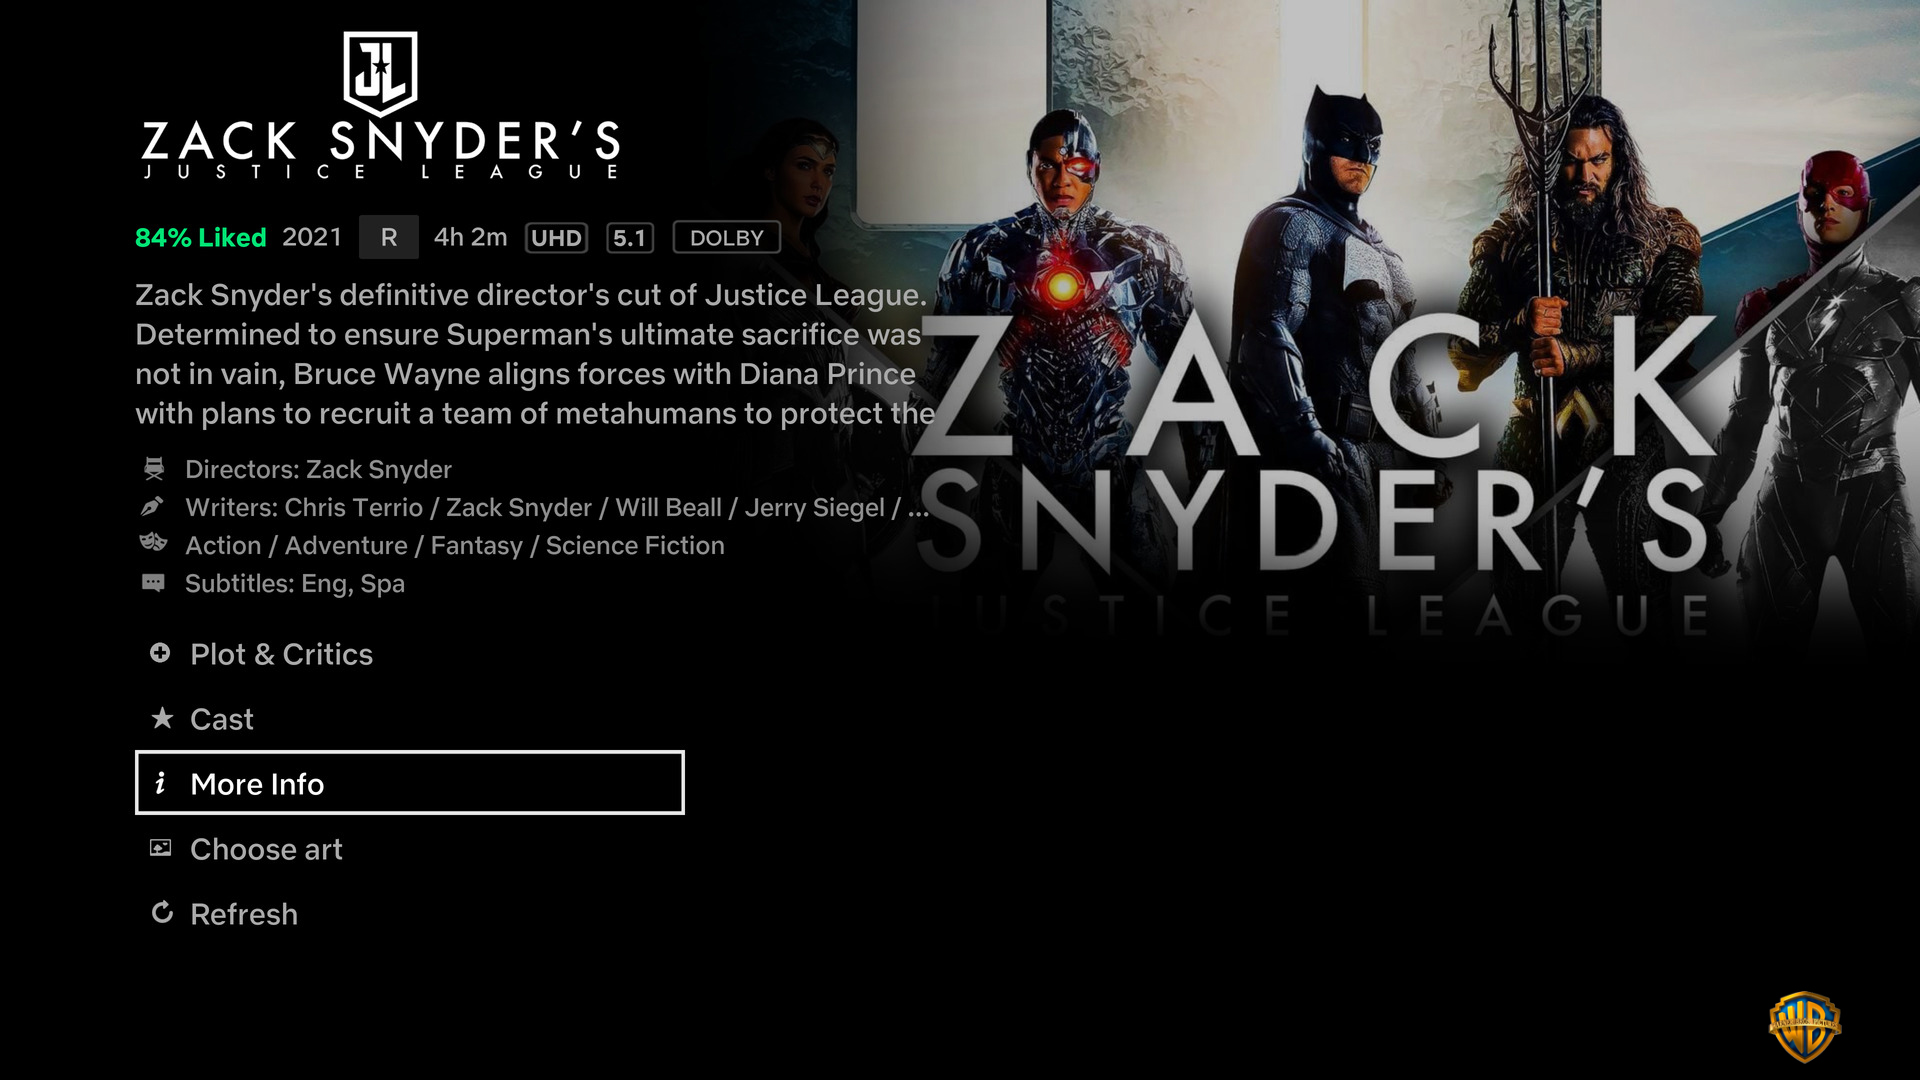 JL
ZACK SNYDER'S
JUSTICE LEAGUE
84% Liked 2021 R 4h 2m UHD 5.1 DOLBY
Zack Snyder's definitive director's cut of Justice League.
Determined to ensure Superman's ultimate sacrifice was
not in vain, Bruce Wayne aligns forces with Diana Prince
with plans to recruit a team of metahumans to protect the
Directors: Zack Snyder
Writers: Chris Terrio / Zack Snyder / Will Beall / Jerry Siegel / ...
Action / Adventure / Fantasy / Science Fiction
Subtitles: Eng, Spa
Plot & Critics
Cast
More Info
Choose art
Refresh
ZACK
SNYDER'S
JUSTICE LEAGUE
WB